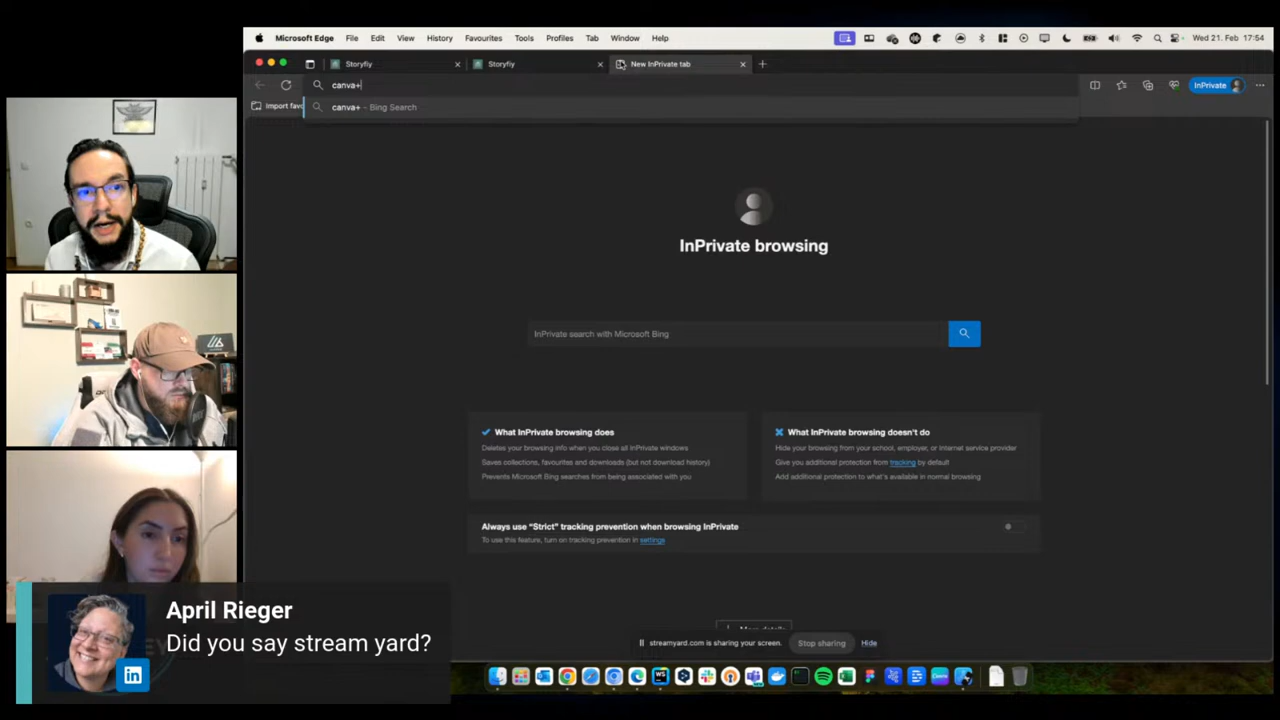 Microsoft Edge File Edit View History Favourites Tools Profiles Tab Window Help Wed 21. Feb 17:54
Storyfiy Storyfiy New InPrivate tab
canva+ InPrivate
Import favo
canva+ – Bing Search
InPrivate browsing
InPrivate search with Microsoft Bing
What InPrivate browsing does
Deletes your browsing info when you close all InPrivate windows
Saves collections, favourites and downloads (but not download history)
Prevents Microsoft Bing searches from being associated with you
What InPrivate browsing doesn't do
Hide your browsing from your school, employer, or internet service provider
Give you additional protection from tracking by default
Add additional protection to what's available in normal browsing
Always use “Strict” tracking prevention when browsing InPrivate
To use this feature, turn on tracking prevention in settings
streamyard.com is sharing your screen. Stop sharing Hide
April Rieger
Did you say stream yard?
in